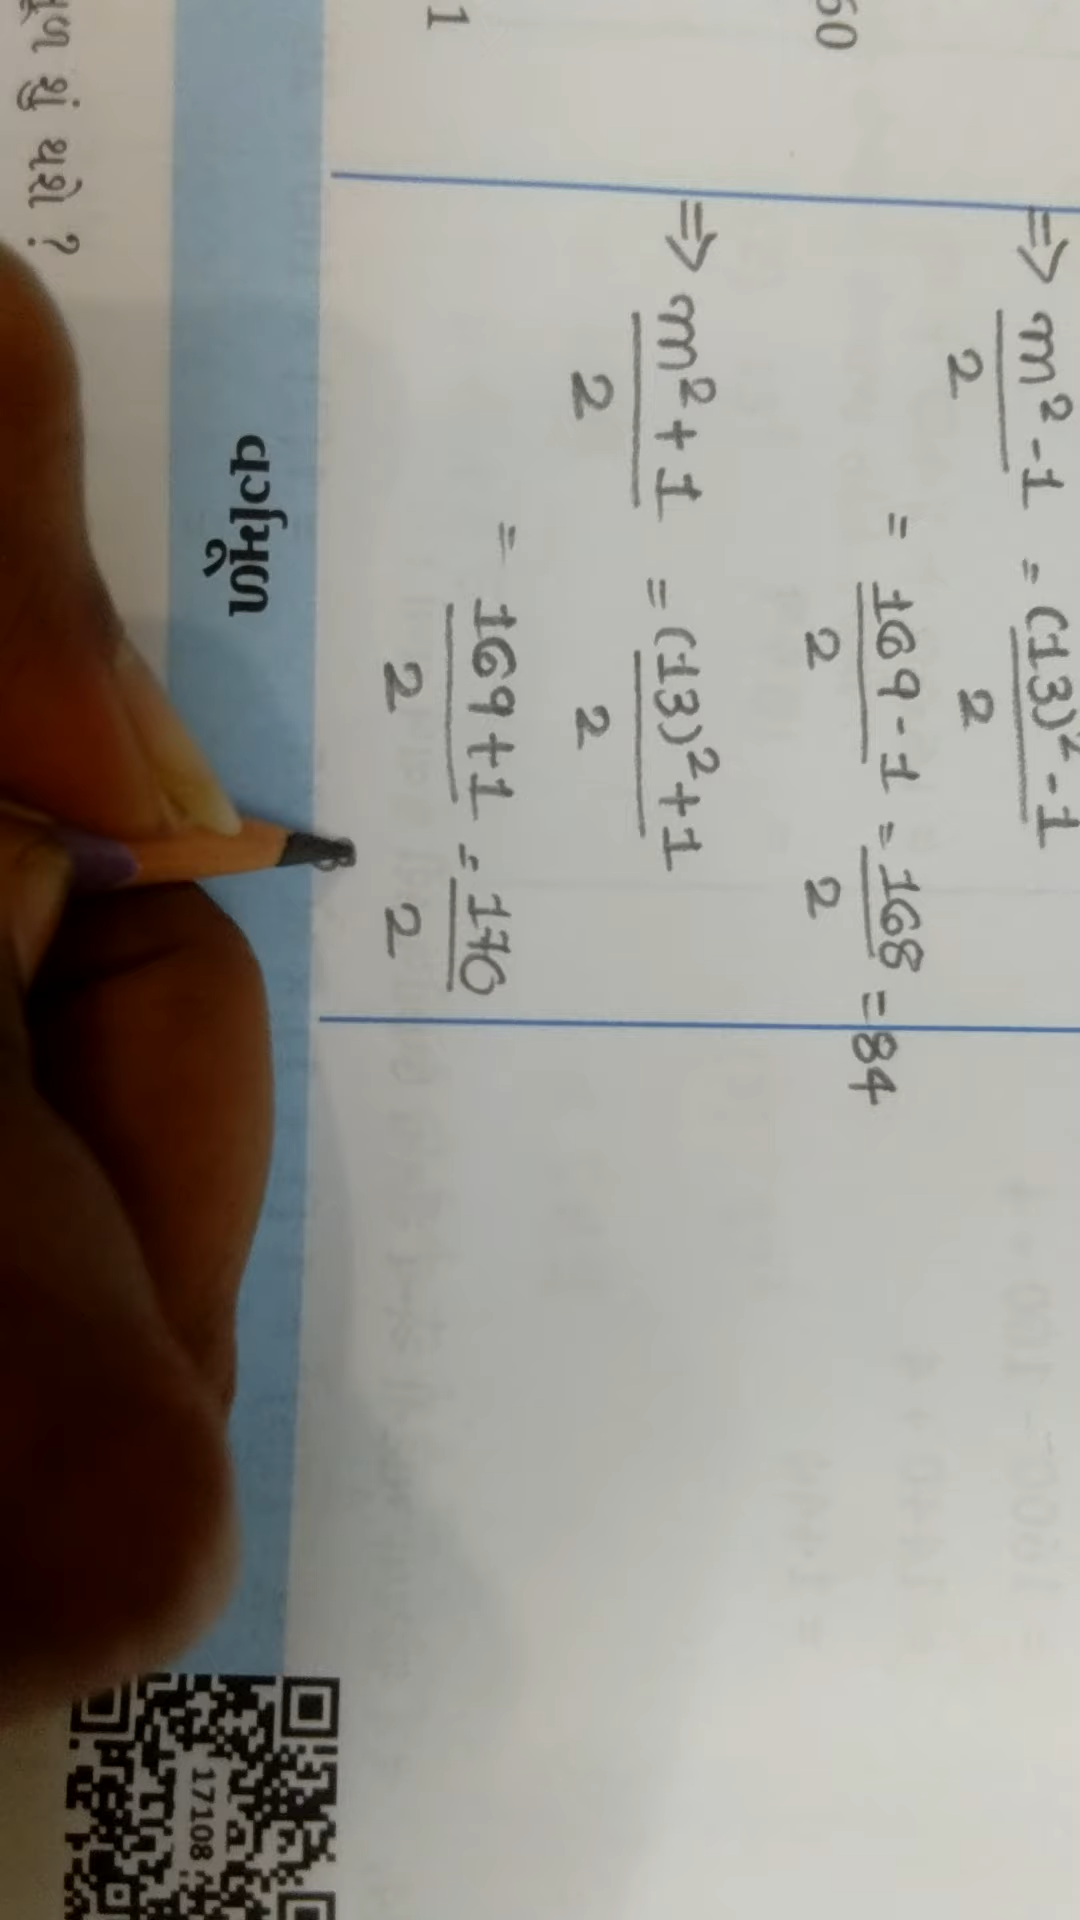 60
⇒ m²-1 / 2 = (13)²-1 / 2
= 169-1 / 2 = 168 / 2 = 84
⇒ m²+1 / 2 = (13)²+1 / 2
1
= 169+1 / 2 = 170 / 2
શું થશે ?
17108